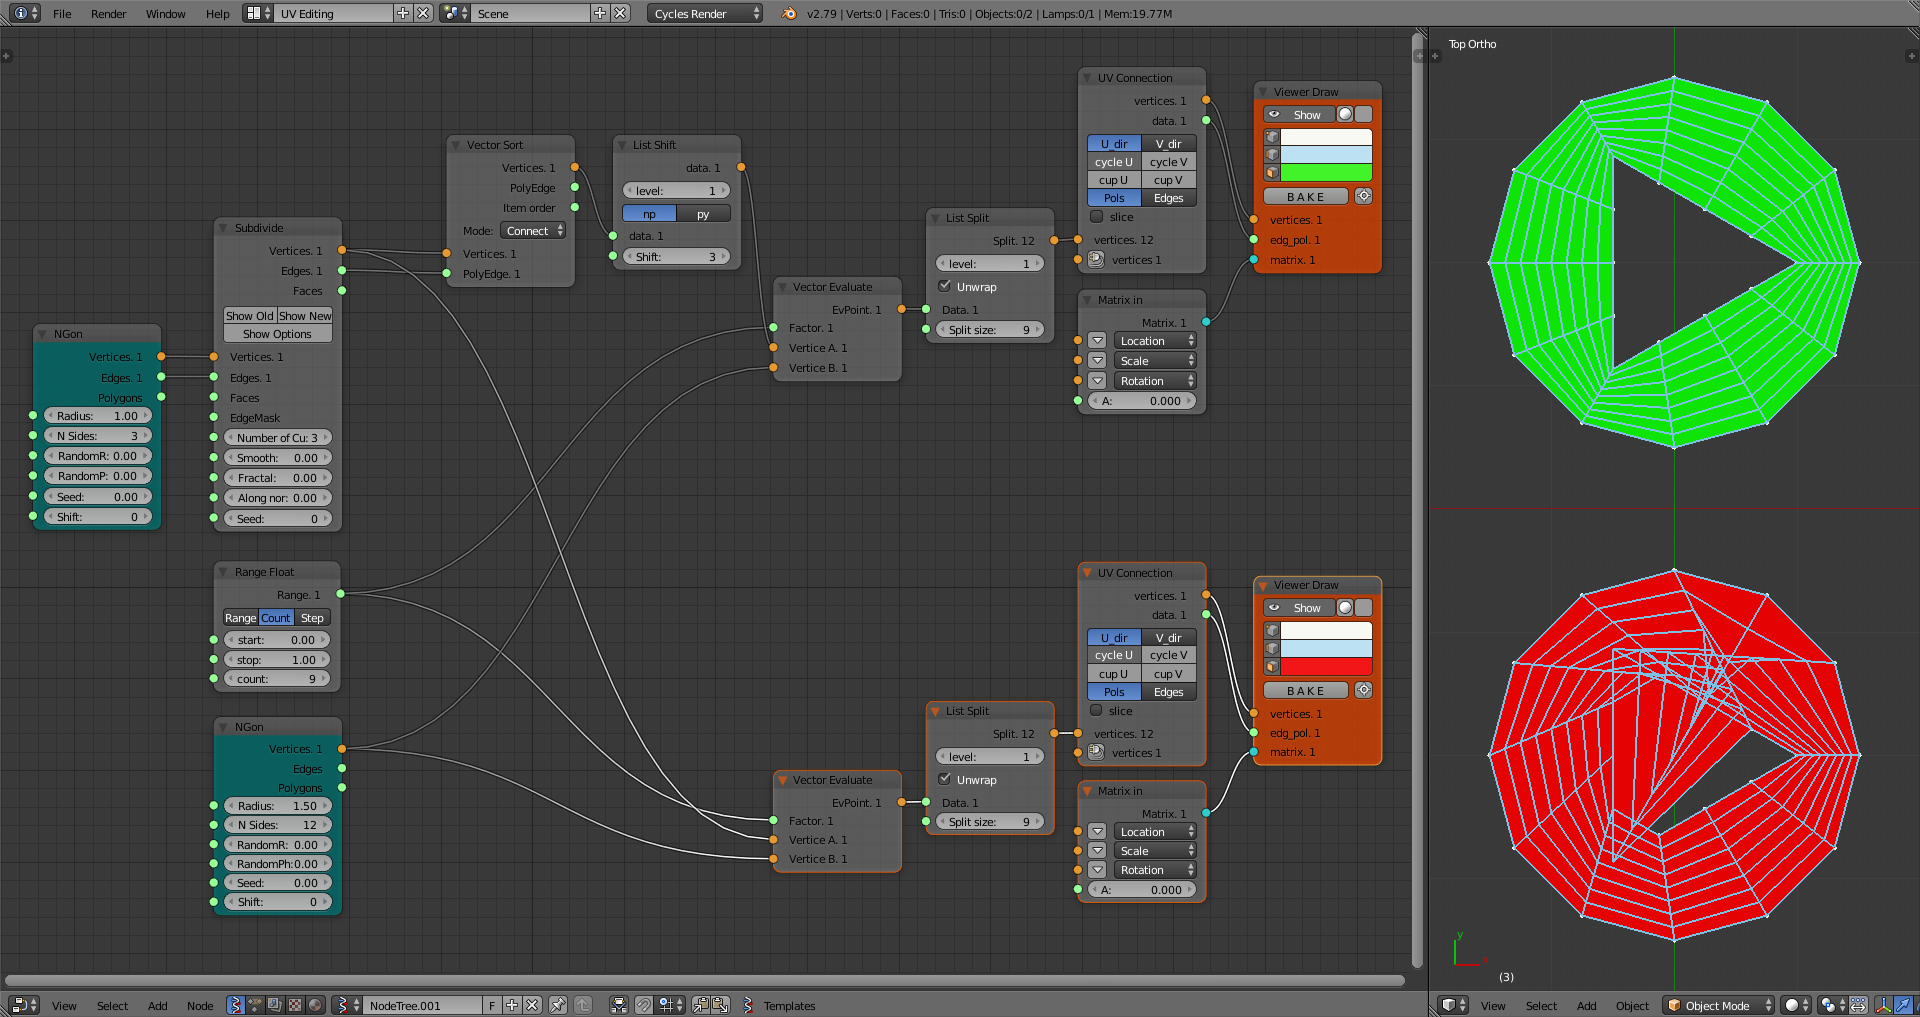 File
Render
Window
Help
UV Editing
Scene
Cycles Render
v2.79 | Verts:0 | Faces:0 | Tris:0 | Objects:0/2 | Lamps:0/1 | Mem:19.77M
NGon
Vertices. 1
Edges. 1
Polygons
Radius: 1.00
N Sides: 3
RandomR: 0.00
RandomP: 0.00
Seed: 0.00
Shift: 0
Subdivide
Vertices. 1
Edges. 1
Faces
Show Old
Show New
Show Options
Vertices. 1
Edges. 1
Faces
EdgeMask
Number of Cu: 3
Smooth: 0.00
Fractal: 0.00
Along nor: 0.00
Seed: 0
Range Float
Range. 1
Range
Count
Step
start: 0.00
stop: 1.00
count: 9
NGon
Vertices. 1
Edges
Polygons
Radius: 1.50
N Sides: 12
RandomR: 0.00
RandomPh:0.00
Seed: 0.00
Shift: 0
Vector Sort
Vertices. 1
PolyEdge
Item order
Mode: Connect
Vertices. 1
PolyEdge. 1
List Shift
data. 1
level: 1
np
py
data. 1
Shift: 3
Vector Evaluate
EvPoint. 1
Factor. 1
Vertice A. 1
Vertice B. 1
List Split
Split. 12
level: 1
Unwrap
Data. 1
Split size: 9
UV Connection
vertices. 1
data. 1
U_dir
V_dir
cycle U
cycle V
cup U
cup V
Pols
Edges
slice
vertices. 12
vertices 1
Matrix in
Matrix. 1
Location
Scale
Rotation
A: 0.000
Viewer Draw
Show
BAKE
vertices. 1
edg_pol. 1
matrix. 1
Vector Evaluate
EvPoint. 1
Factor. 1
Vertice A. 1
Vertice B. 1
List Split
Split. 12
level: 1
Unwrap
Data. 1
Split size: 9
UV Connection
vertices. 1
data. 1
U_dir
V_dir
cycle U
cycle V
cup U
cup V
Pols
Edges
slice
vertices. 12
vertices 1
Matrix in
Matrix. 1
Location
Scale
Rotation
A: 0.000
Viewer Draw
Show
BAKE
vertices. 1
edg_pol. 1
matrix. 1
Top Ortho
y
(3)
View
Select
Add
Node
NodeTree.001
F
Templates
View
Select
Add
Object
Object Mode